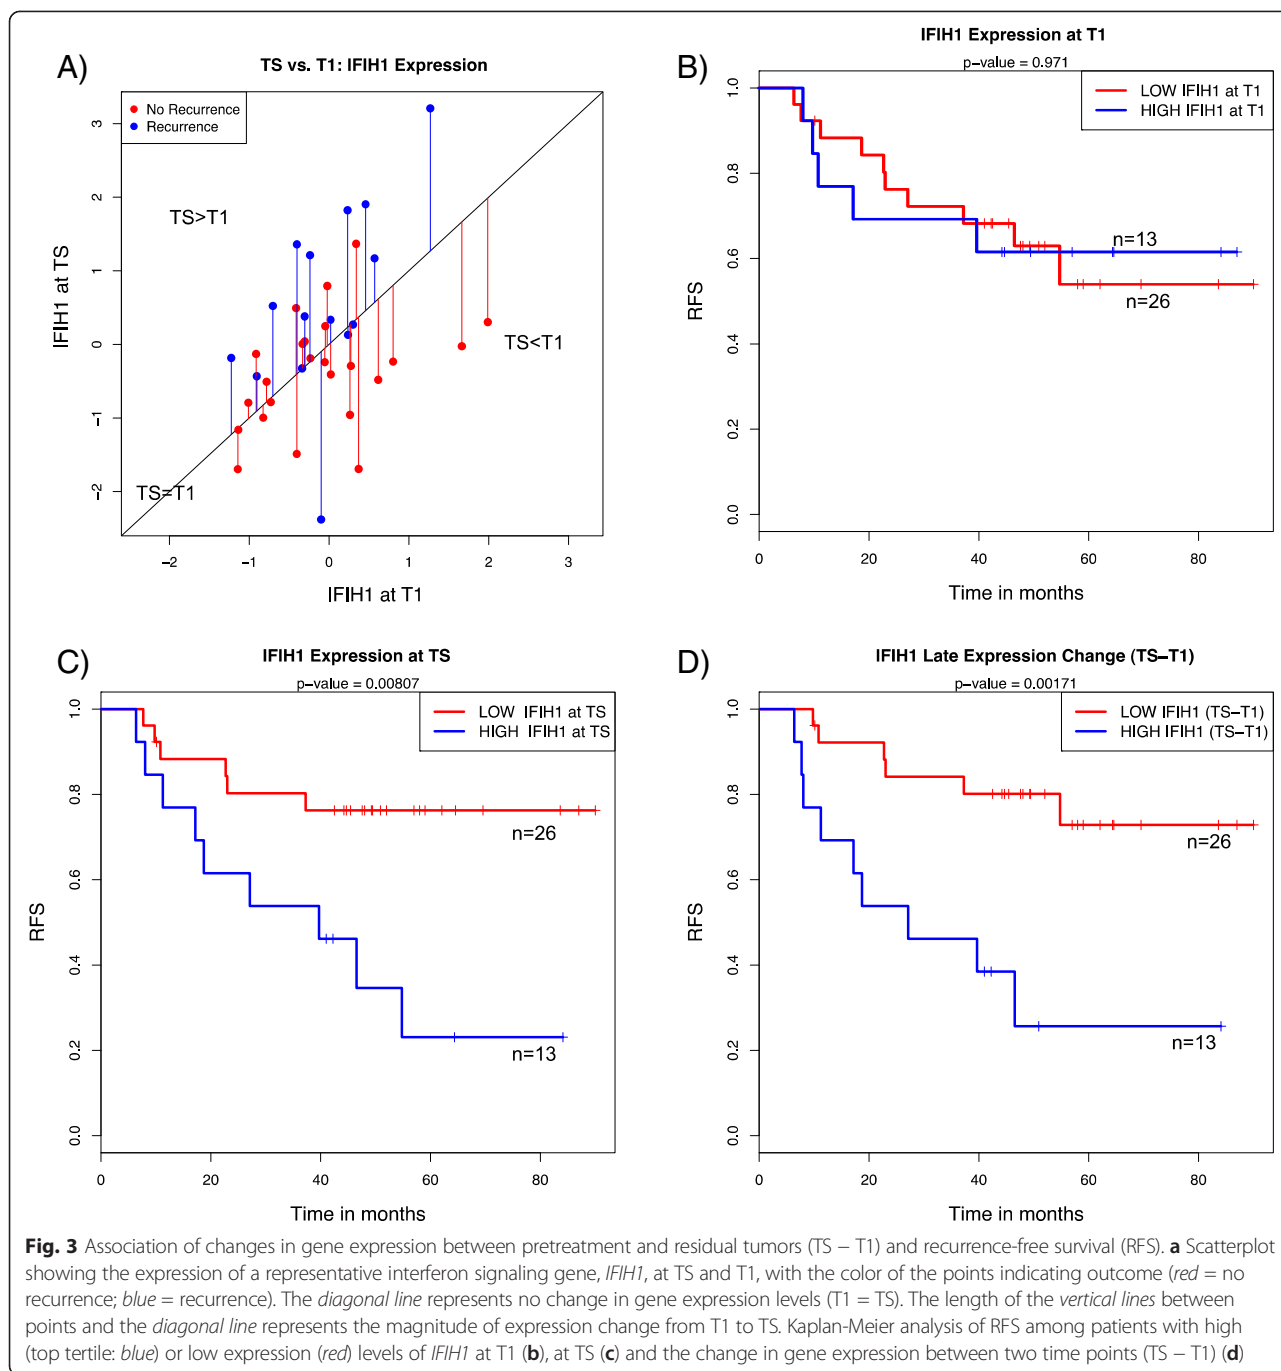 A)
TS vs. T1: IFIH1 Expression
No Recurrence
Recurrence
TS>T1
TS<T1
TS=T1
IFIH1 at TS
3
2
1
0
−1
−2
−2 −1 0 1 2 3
IFIH1 at T1
B)
IFIH1 Expression at T1
p−value = 0.971
LOW IFIH1 at T1
HIGH IFIH1 at T1
n=13
n=26
RFS
1.0
0.8
0.6
0.4
0.2
0.0
0 20 40 60 80
Time in months
C)
IFIH1 Expression at TS
p−value = 0.00807
LOW IFIH1 at TS
HIGH IFIH1 at TS
n=26
n=13
RFS
1.0
0.8
0.6
0.4
0.2
0.0
0 20 40 60 80
Time in months
D)
IFIH1 Late Expression Change (TS−T1)
p−value = 0.00171
LOW IFIH1 (TS−T1)
HIGH IFIH1 (TS−T1)
n=26
n=13
RFS
1.0
0.8
0.6
0.4
0.2
0.0
0 20 40 60 80
Time in months
Fig. 3 Association of changes in gene expression between pretreatment and residual tumors (TS − T1) and recurrence-free survival (RFS). a Scatterplot
showing the expression of a representative interferon signaling gene, IFIH1, at TS and T1, with the color of the points indicating outcome (red = no
recurrence; blue = recurrence). The diagonal line represents no change in gene expression levels (T1 = TS). The length of the vertical lines between
points and the diagonal line represents the magnitude of expression change from T1 to TS. Kaplan-Meier analysis of RFS among patients with high
(top tertile: blue) or low expression (red) levels of IFIH1 at T1 (b), at TS (c) and the change in gene expression between two time points (TS − T1) (d)